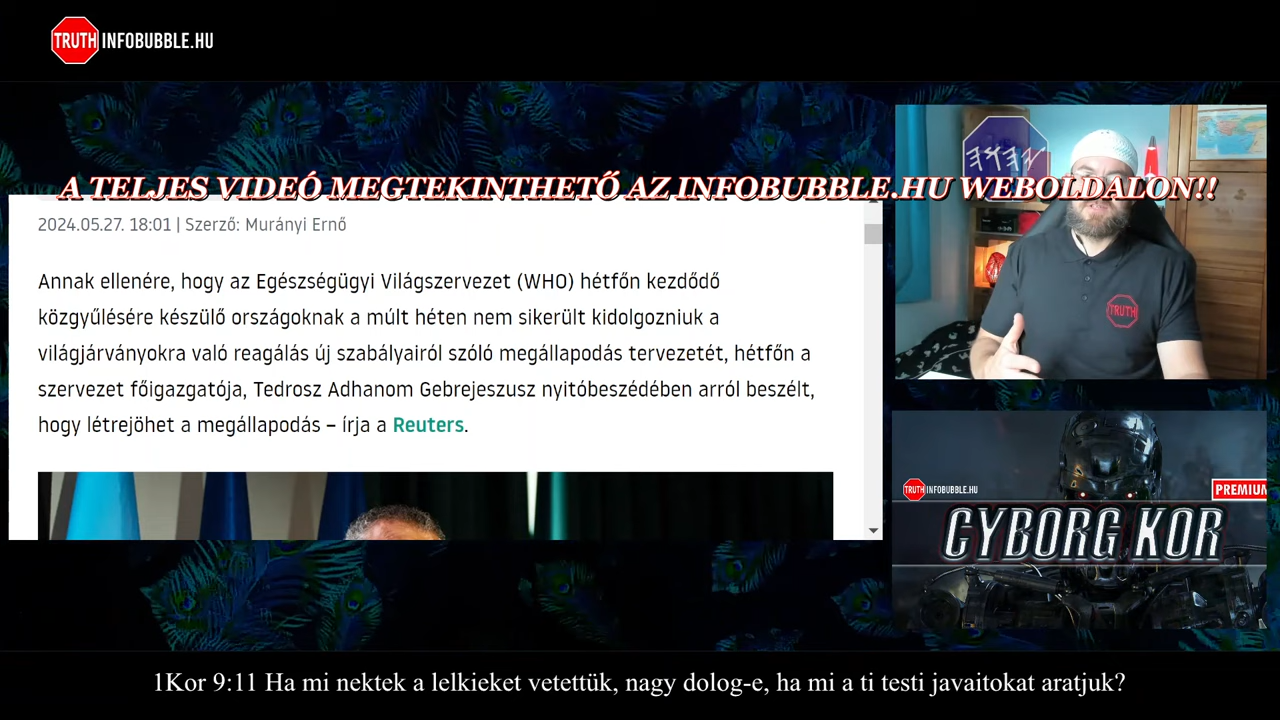 TRUTH INFOBUBBLE.HU
A TELJES VIDEÓ MEGTEKINTHETŐ AZ INFOBUBBLE.HU WEBOLDALON!!
2024.05.27. 18:01 | Szerző: Murányi Ernő
Annak ellenére, hogy az Egészségügyi Világszervezet (WHO) hétfőn kezdődő
közgyűlésére készülő országoknak a múlt héten nem sikerült kidolgozniuk a
világjárványokra való reagálás új szabályairól szóló megállapodás tervezetét, hétfőn a
szervezet főigazgatója, Tedrosz Adhanom Gebrejeszusz nyitóbeszédében arról beszélt,
hogy létrejöhet a megállapodás – írja a Reuters.
𐤉𐤄𐤅𐤄
TRUTH
TRUTH INFOBUBBLE.HU
PREMIUM
CYBORG KOR
1Kor 9:11 Ha mi nektek a lelkieket vetettük, nagy dolog-e, ha mi a ti testi javaitokat aratjuk?